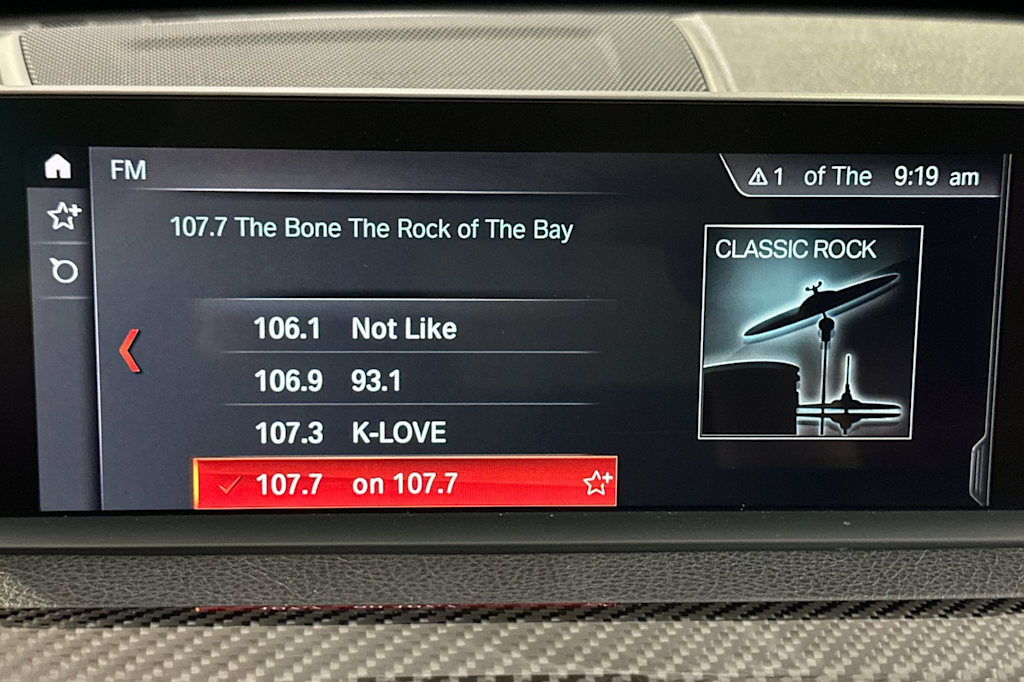 FM
1 of The 9:19 am
107.7 The Bone The Rock of The Bay
CLASSIC ROCK
106.1 Not Like
106.9 93.1
107.3 K-LOVE
107.7 on 107.7